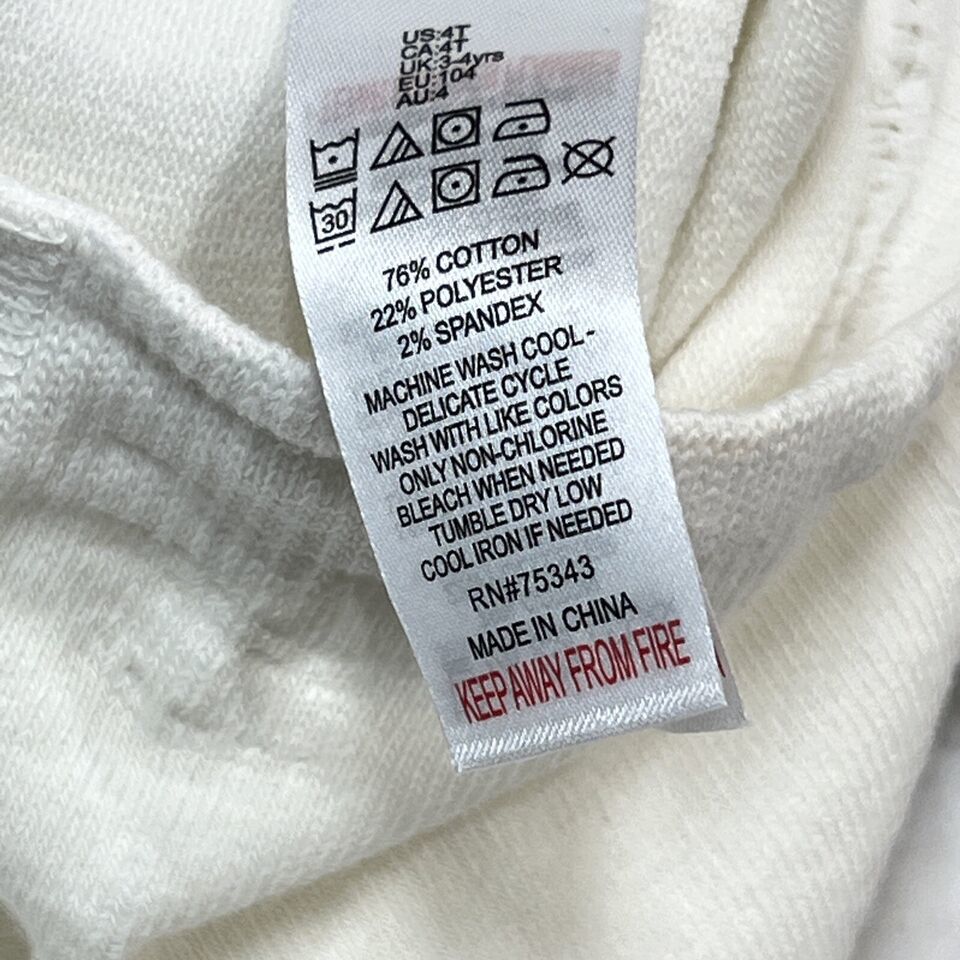 US:4T
CA:4T
UK:3-4yrs
EU:104
AU:4
30
76% COTTON
22% POLYESTER
2% SPANDEX
MACHINE WASH COOL -
DELICATE CYCLE
WASH WITH LIKE COLORS
ONLY NON-CHLORINE
BLEACH WHEN NEEDED
TUMBLE DRY LOW
COOL IRON IF NEEDED
RN#75343
MADE IN CHINA
KEEP AWAY FROM FIRE